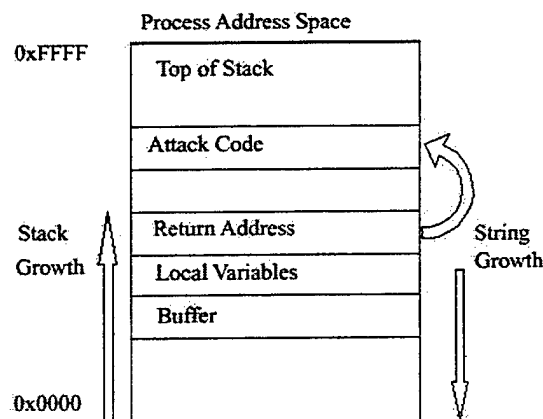 Process Address Space
0xFFFF
Top of Stack
Attack Code
Return Address
Stack
Growth
Local Variables
String
Growth
Buffer
0x0000